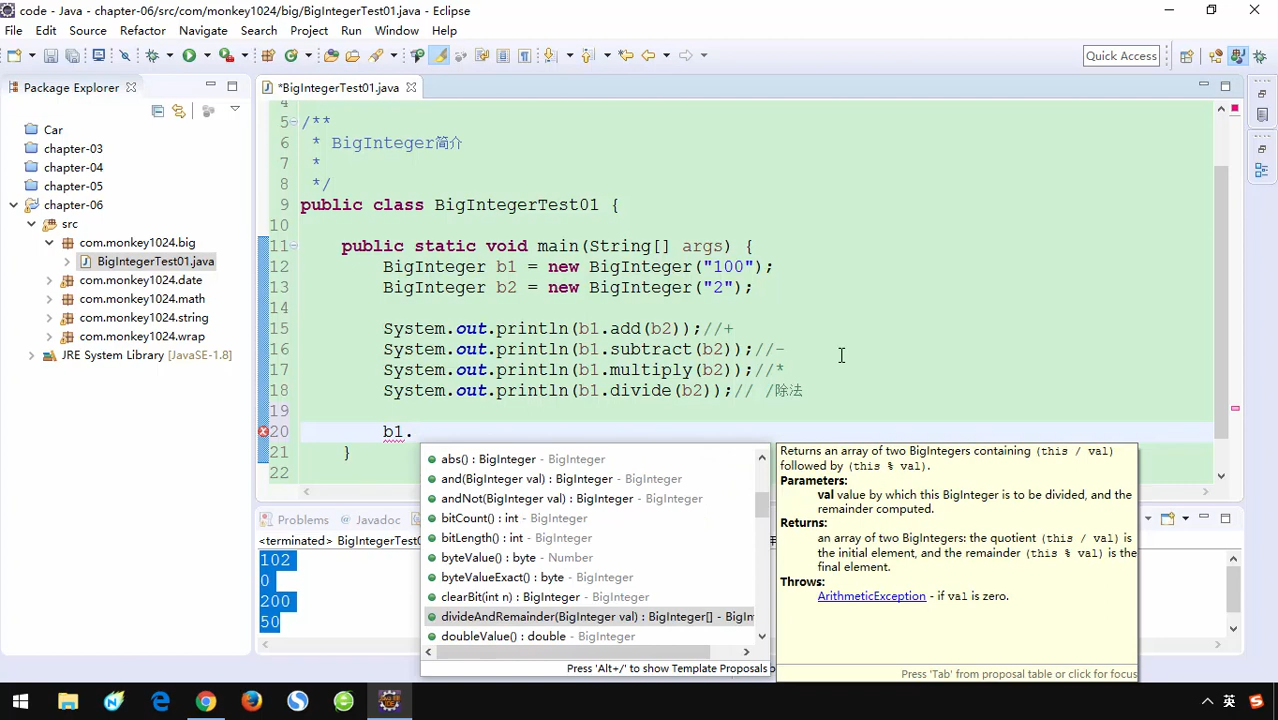 code - Java - chapter-06/src/com/monkey1024/big/BigIntegerTest01.java - Eclipse
File Edit Source Refactor Navigate Search Project Run Window Help
Quick Access
Package Explorer
*BigIntegerTest01.java
Car
chapter-03
chapter-04
chapter-05
chapter-06
src
com.monkey1024.big
BigIntegerTest01.java
com.monkey1024.date
com.monkey1024.math
com.monkey1024.string
com.monkey1024.wrap
JRE System Library [JavaSE-1.8]
4
5 /**
6 * BigInteger简介
7 *
8 */
9 public class BigIntegerTest01 {
10
11 public static void main(String[] args) {
12 BigInteger b1 = new BigInteger("100");
13 BigInteger b2 = new BigInteger("2");
14
15 System.out.println(b1.add(b2));//+
16 System.out.println(b1.subtract(b2));//-
17 System.out.println(b1.multiply(b2));//*
18 System.out.println(b1.divide(b2));// /除法
19
20 b1.
21 }
22
abs() : BigInteger - BigInteger
and(BigInteger val) : BigInteger - BigInteger
andNot(BigInteger val) : BigInteger - BigInteger
bitCount() : int - BigInteger
bitLength() : int - BigInteger
byteValue() : byte - Number
byteValueExact() : byte - BigInteger
clearBit(int n) : BigInteger - BigInteger
divideAndRemainder(BigInteger val) : BigInteger[] - BigInt
doubleValue() : double - BigInteger
Press 'Alt+/' to show Template Proposals
Returns an array of two BigIntegers containing (this / val)
followed by (this % val).
Parameters:
val value by which this BigInteger is to be divided, and the
remainder computed.
Returns:
an array of two BigIntegers: the quotient (this / val) is
the initial element, and the remainder (this % val) is the
final element.
Throws:
ArithmeticException - if val is zero.
Press 'Tab' from proposal table or click for focus
Problems
Javadoc
<terminated> BigIntegerTest0
102
0
200
50
英